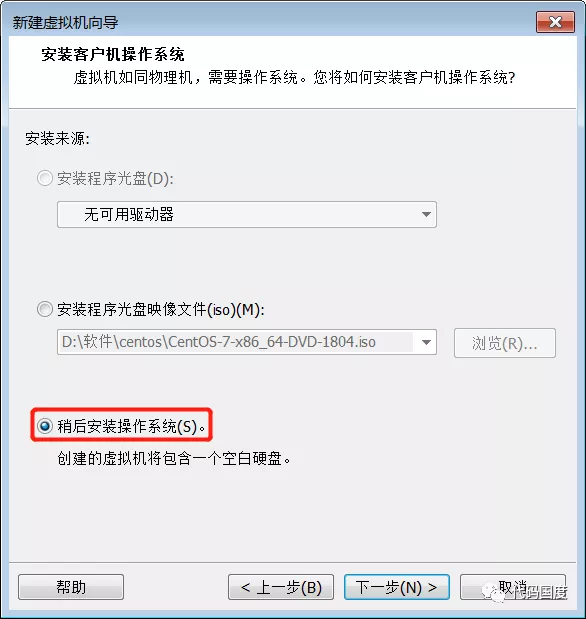 新建虚拟机向导
安装客户机操作系统
虚拟机如同物理机，需要操作系统。您将如何安装客户机操作系统?
安装来源:
安装程序光盘(D):
无可用驱动器
安装程序光盘映像文件(iso)(M):
D:\软件\centos\CentOS-7-x86_64-DVD-1804.iso
浏览(R)...
稍后安装操作系统(S)。
创建的虚拟机将包含一个空白硬盘。
帮助
< 上一步(B)
下一步(N) >
取消
代码国度